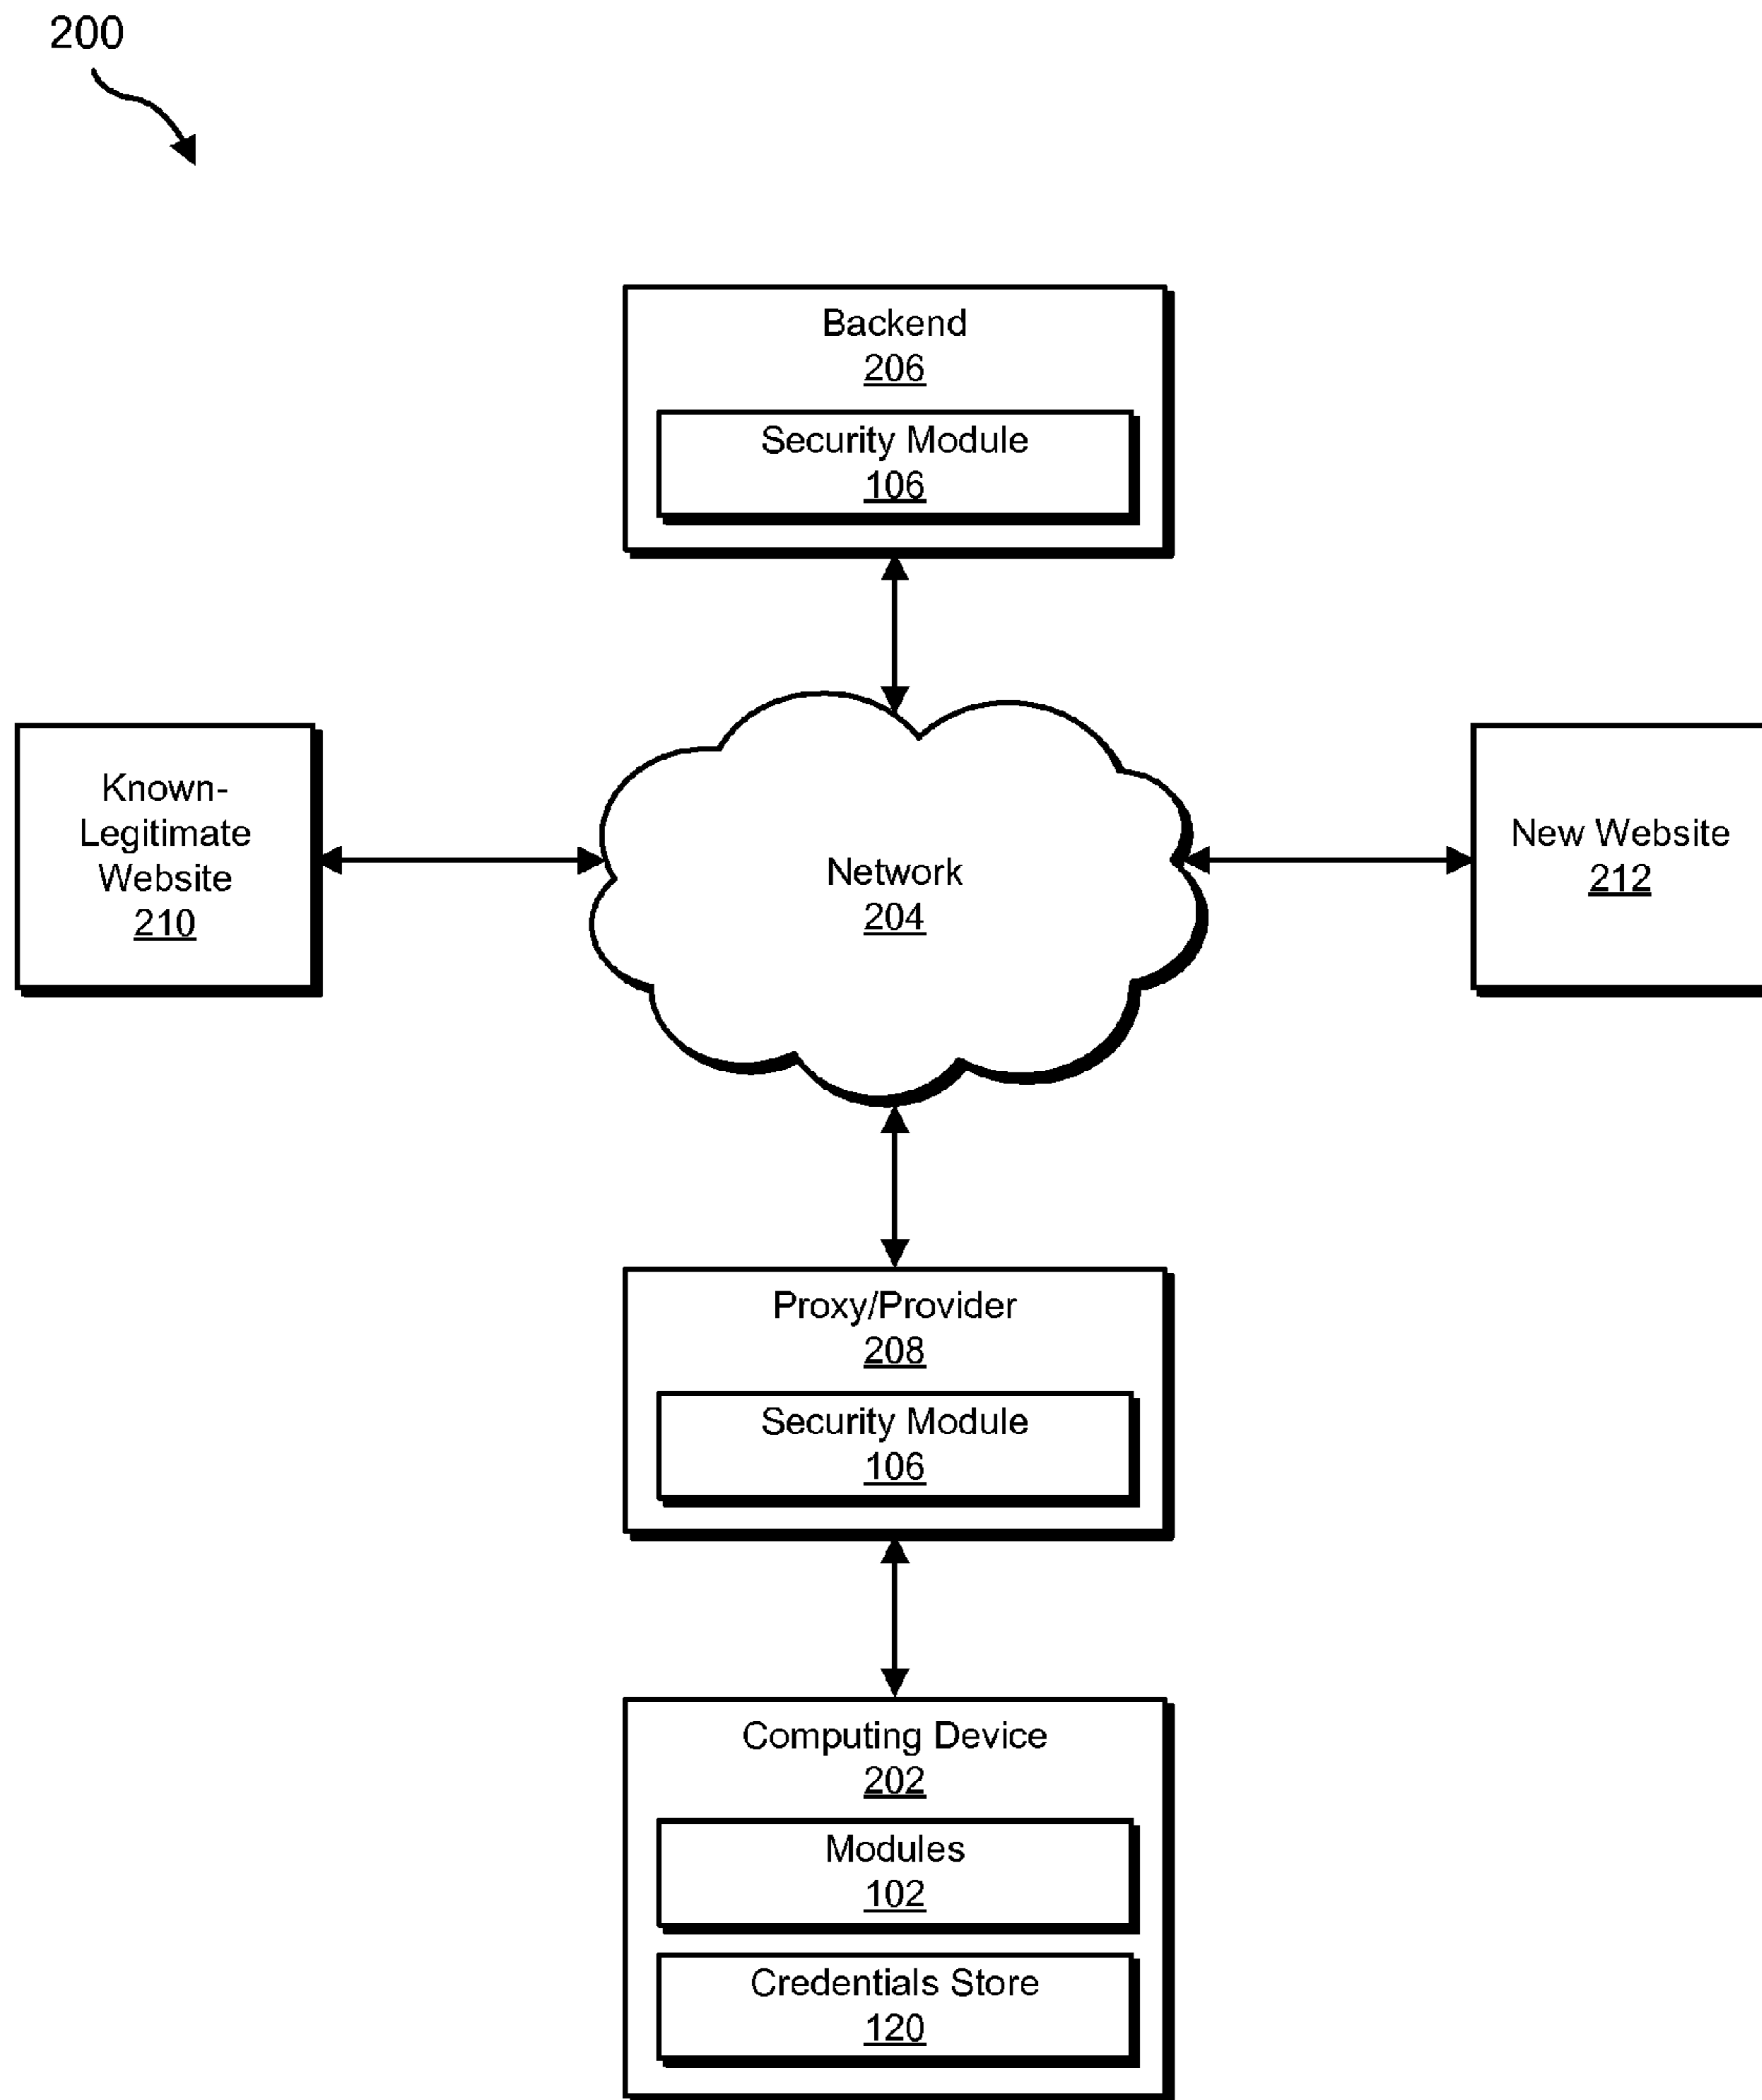 200
Backend
206
Security Module
106
Known-
Legitimate
Website
210
Network
204
New Website
212
Proxy/Provider
208
Security Module
106
Computing Device
202
Modules
102
Credentials Store
120